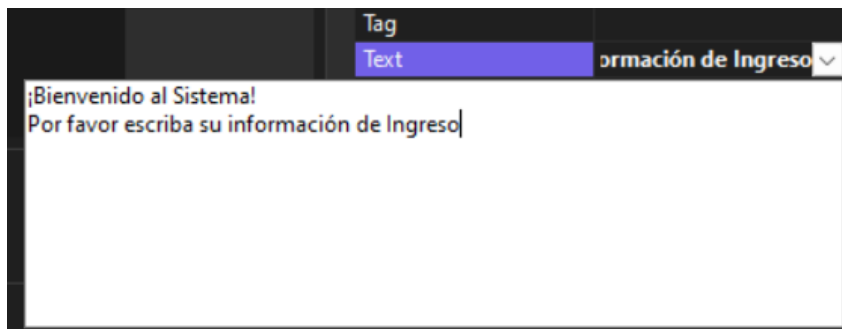 Tag
Text ormación de Ingreso
¡Bienvenido al Sistema!
Por favor escriba su información de Ingreso